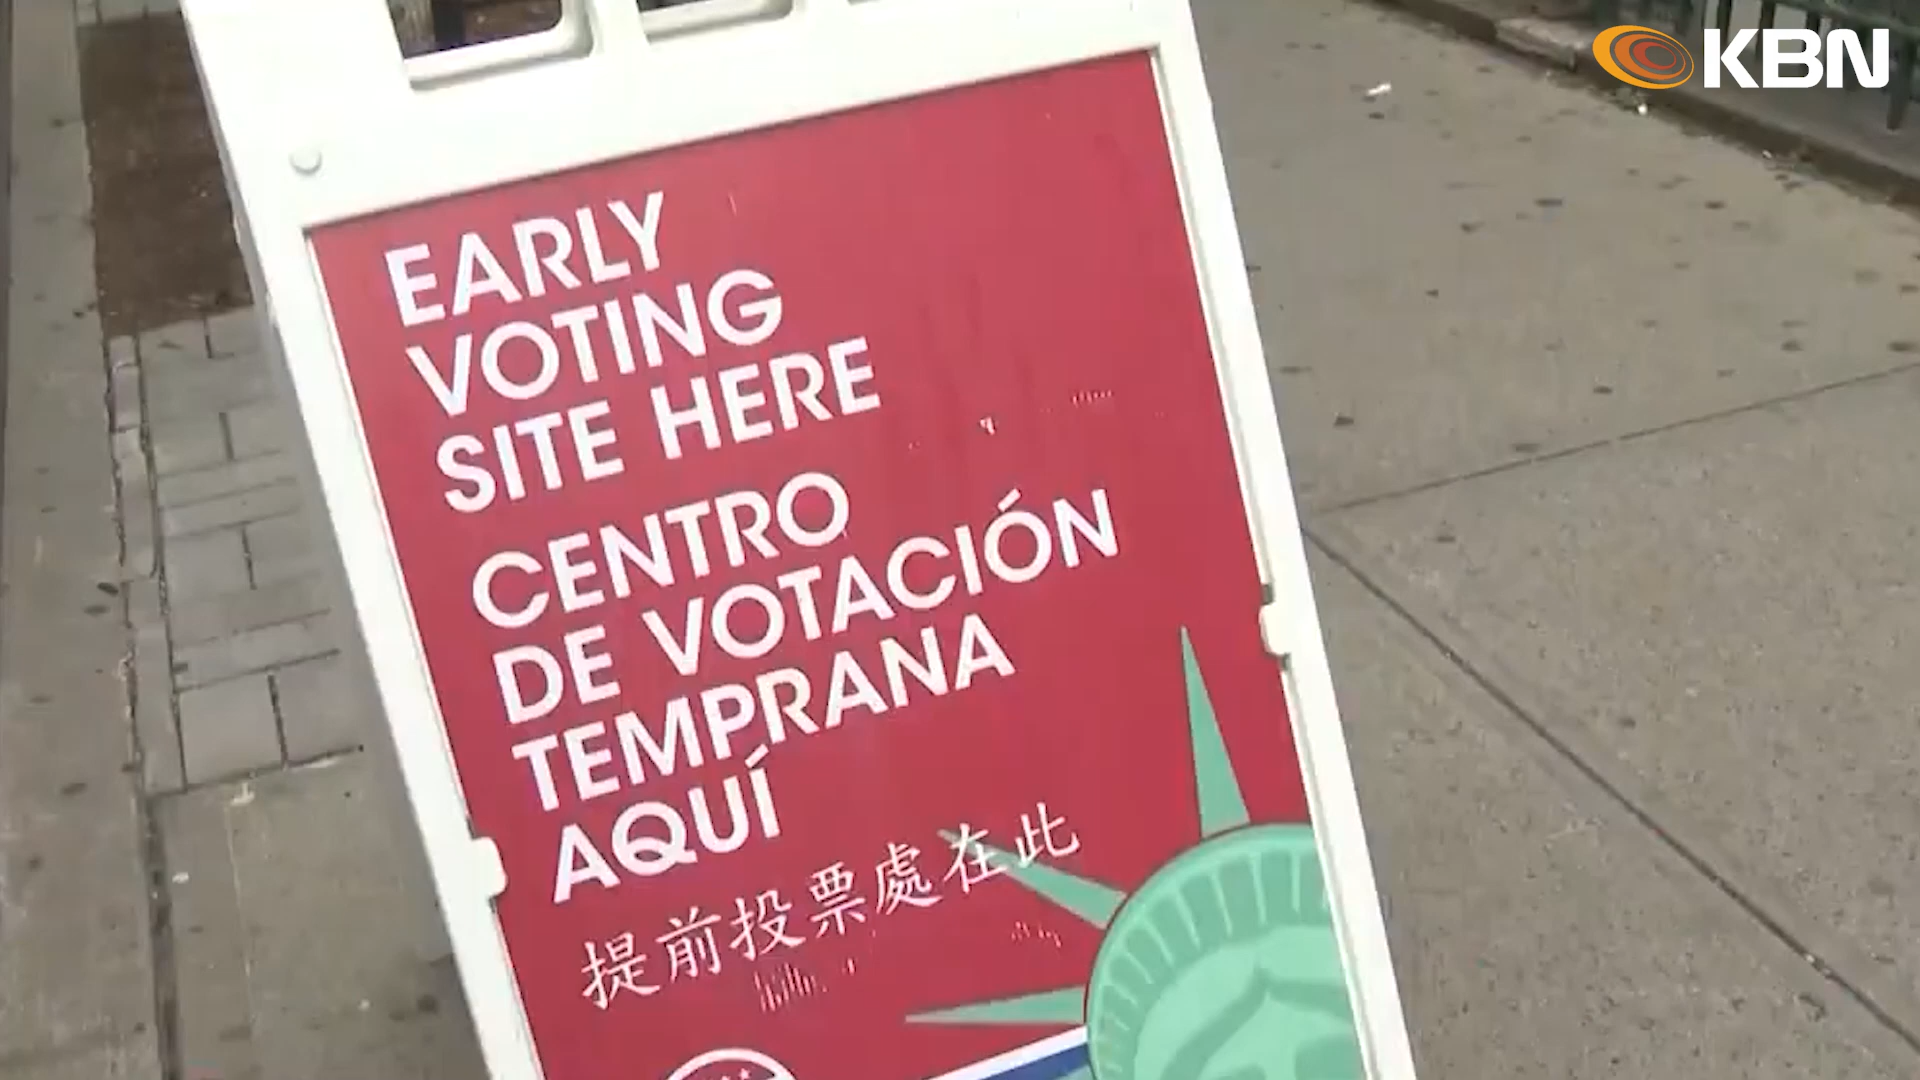 KBN
EARLY
VOTING
SITE HERE
CENTRO
DE VOTACIÓN
TEMPRANA
AQUÍ
提前投票處在此